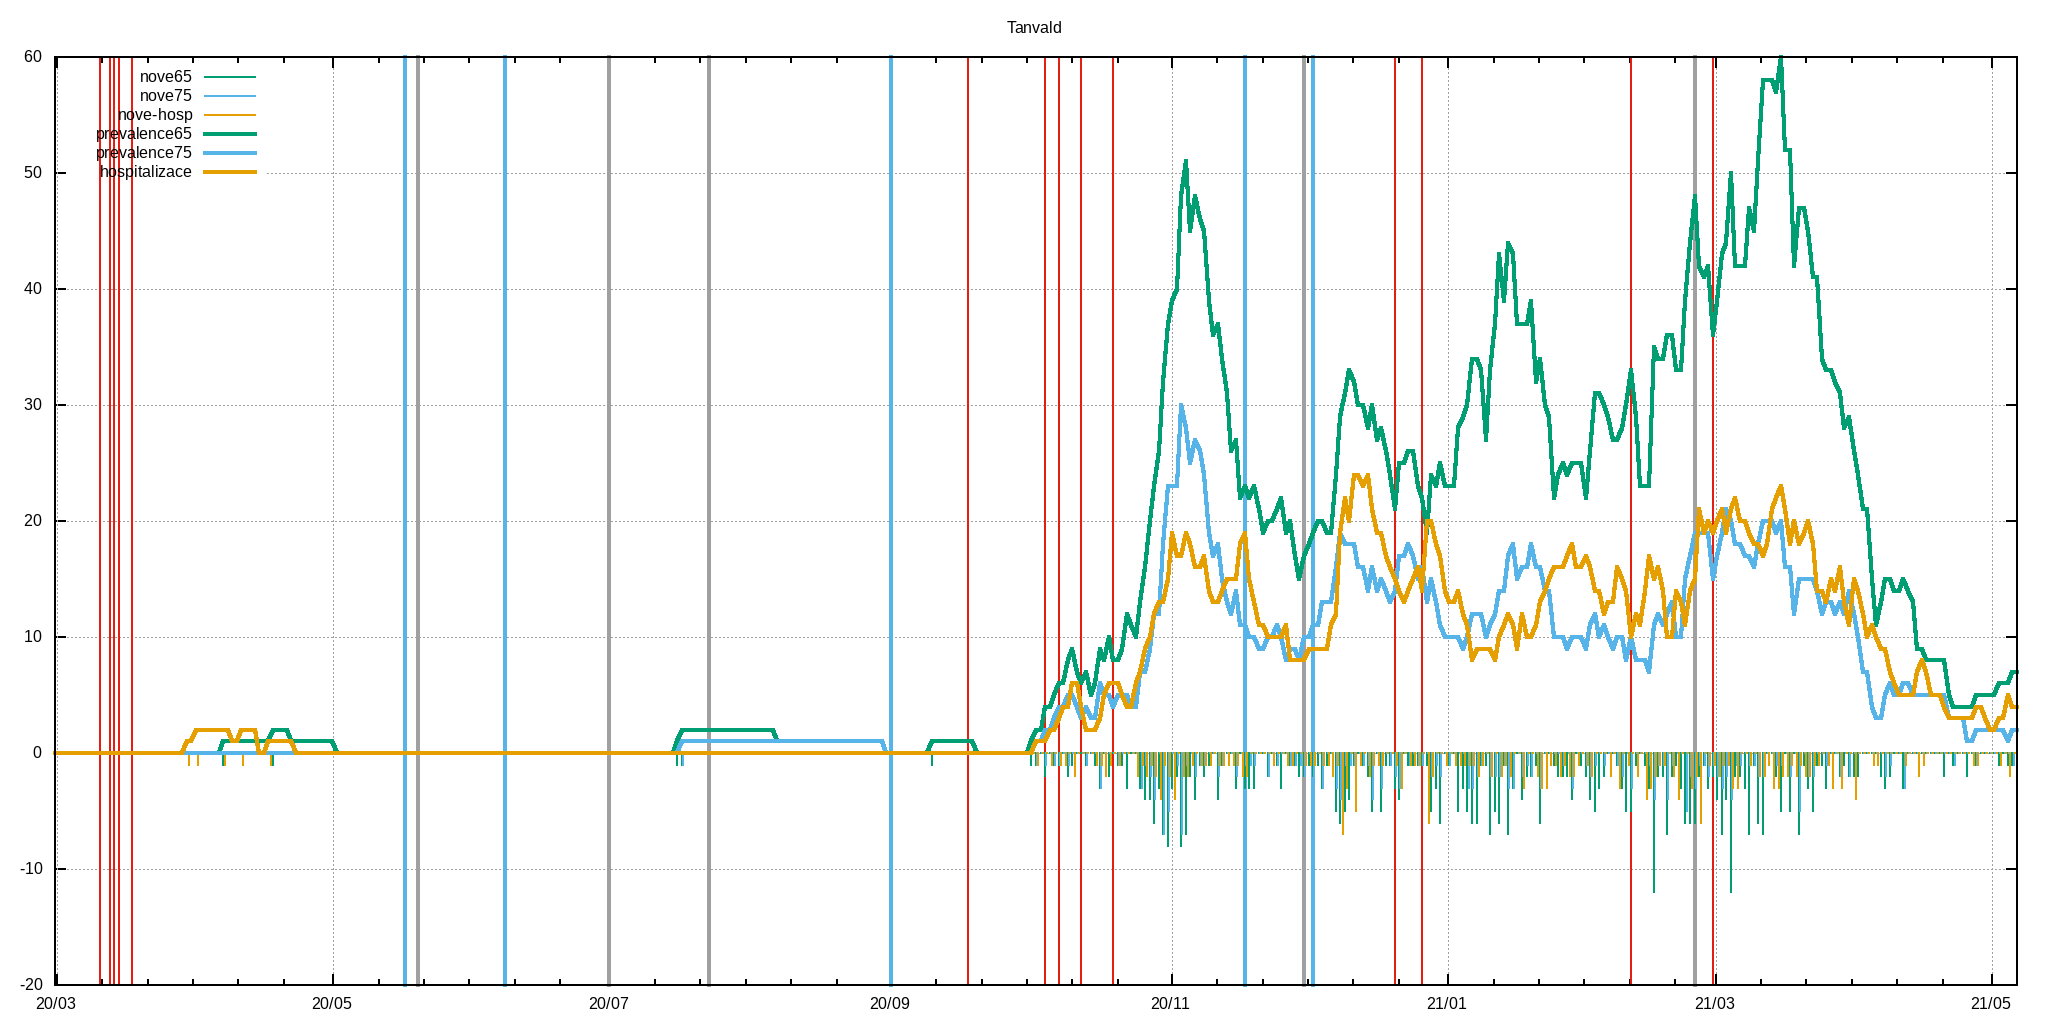 Tanvald
60
50
40
30
20
10
0
-10
-20
nove65
nove75
nove-hosp
prevalence65
prevalence75
hospitalizace
20/03 20/05 20/07 20/09 20/11 21/01 21/03 21/05